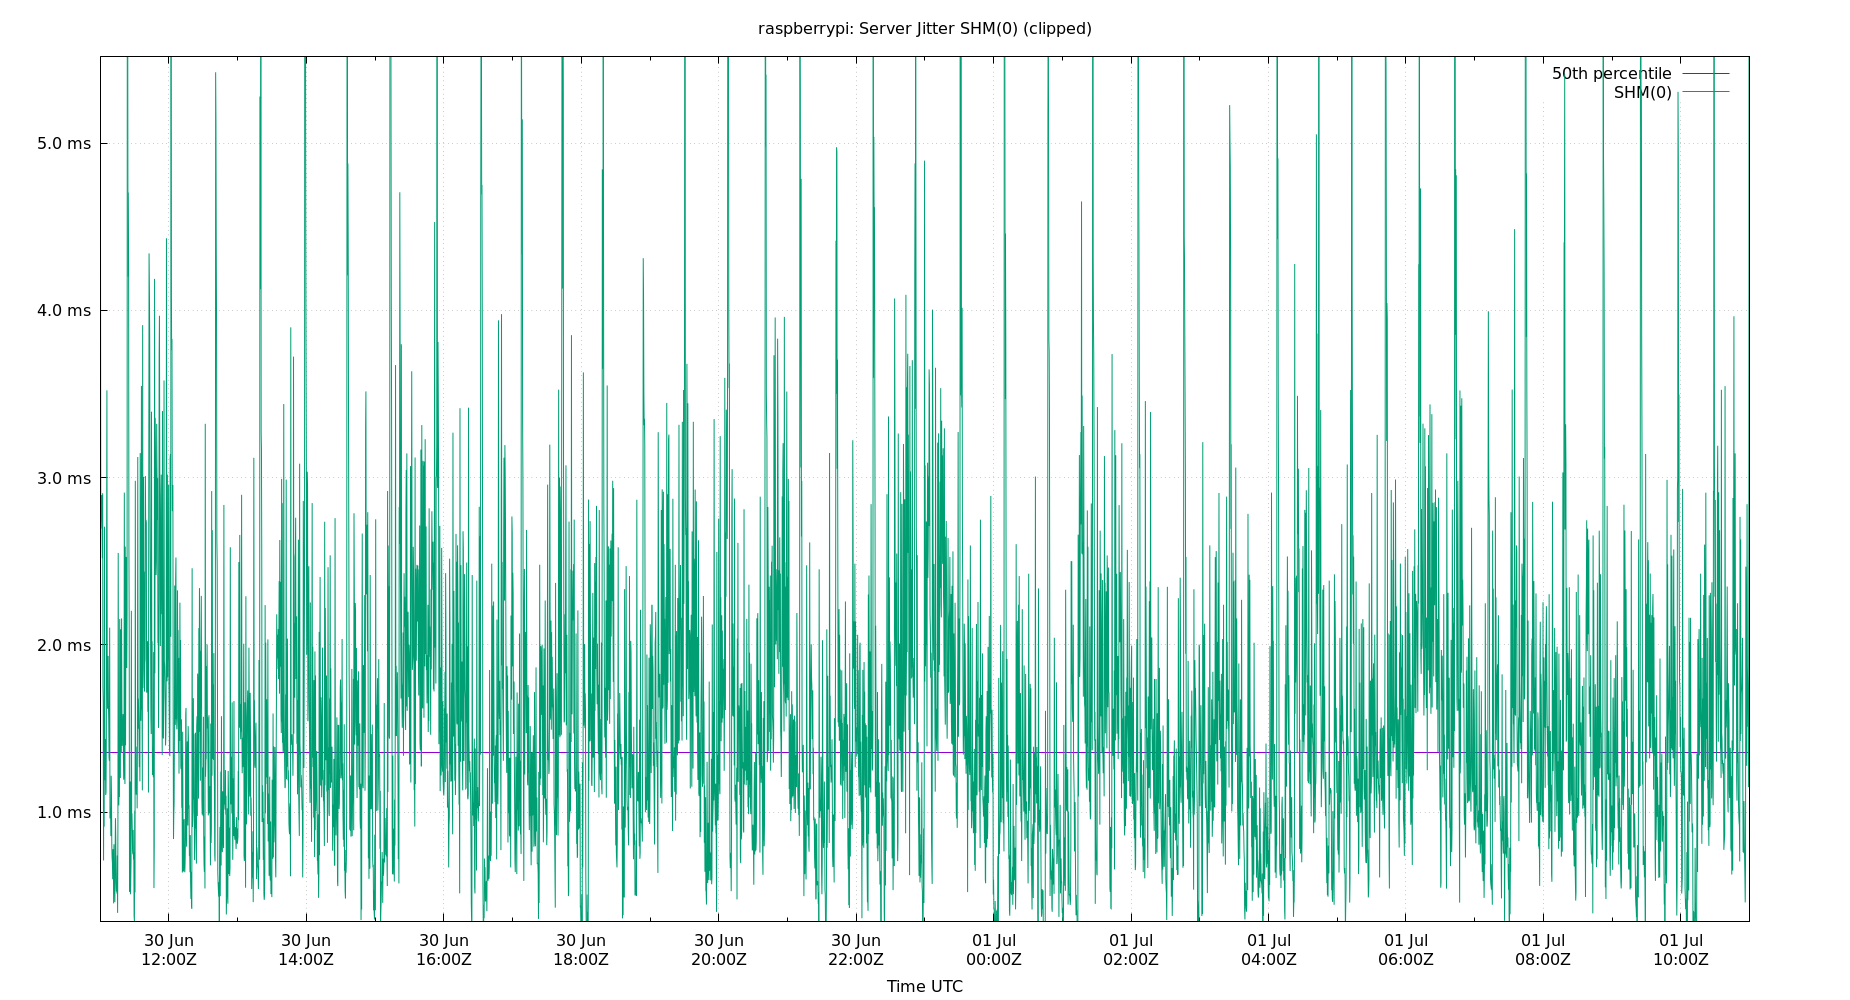 raspberrypi: Server Jitter SHM(0) (clipped)
50th percentile
SHM(0)
5.0 ms
4.0 ms
3.0 ms
2.0 ms
1.0 ms
30 Jun 30 Jun 30 Jun 30 Jun 30 Jun 30 Jun 01 Jul 01 Jul 01 Jul 01 Jul 01 Jul 01 Jul
12:00Z 14:00Z 16:00Z 18:00Z 20:00Z 22:00Z 00:00Z 02:00Z 04:00Z 06:00Z 08:00Z 10:00Z
Time UTC